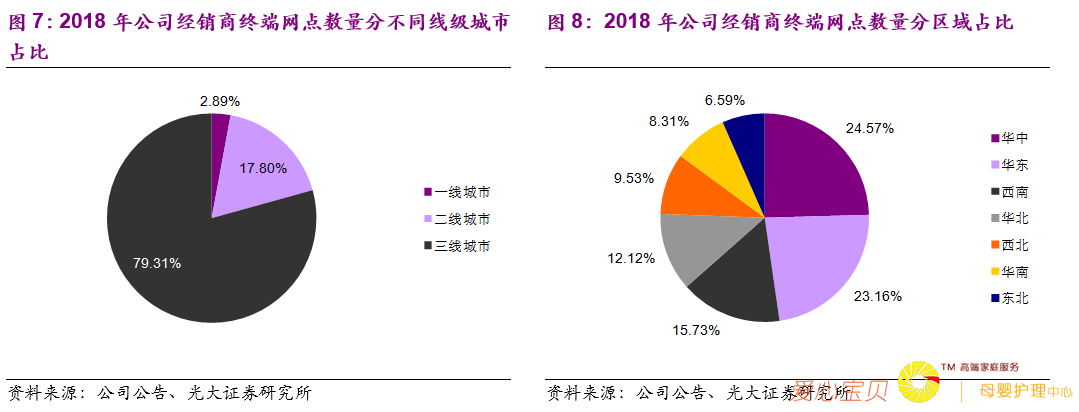 图 7：2018 年公司经销商终端网点数量分不同线级城市
占比
2.89%
17.80%
79.31%
一线城市
二线城市
三线城市
资料来源：公司公告、光大证券研究所
图 8：2018 年公司经销商终端网点数量分区域占比
6.59%
8.31%
24.57%
9.53%
12.12%
23.16%
15.73%
华中
华东
西南
华北
西北
华南
东北
资料来源：公司公告、光大证券研究所
爱心宝贝
TM 高端家庭服务
母婴护理中心